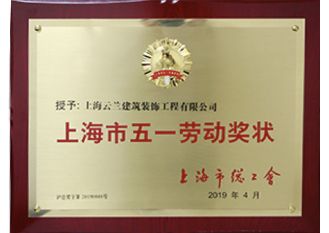 授予：上海云兰建筑装饰工程有限公司
上海市五一劳动奖状
上海市总工會
2019 年 4 月